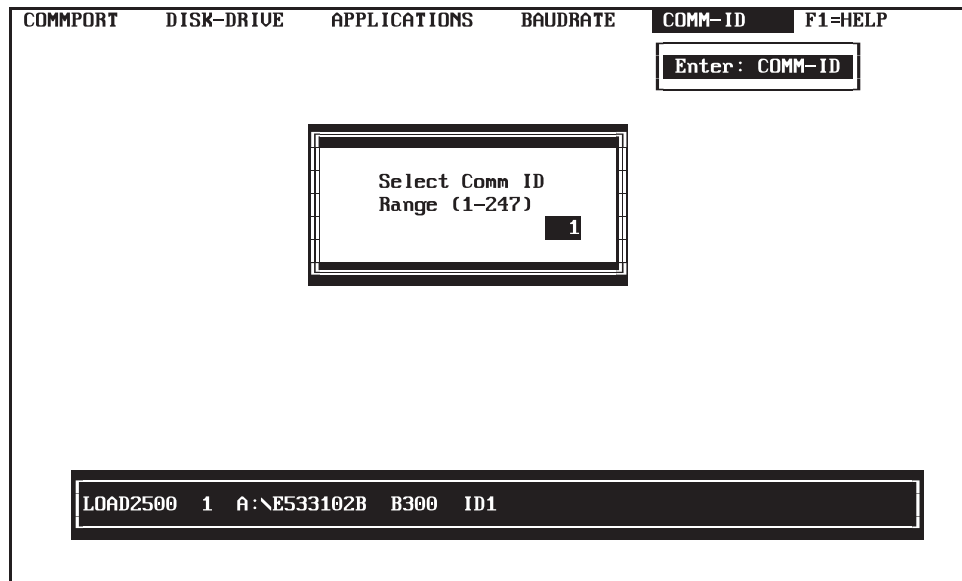 COMMPORT DISK-DRIVE APPLICATIONS BAUDRATE COMM-ID F1=HELP
Enter: COMM-ID
Select Comm ID
Range (1-247)
1
LOAD2500 1 A:\E533102B B300 ID1